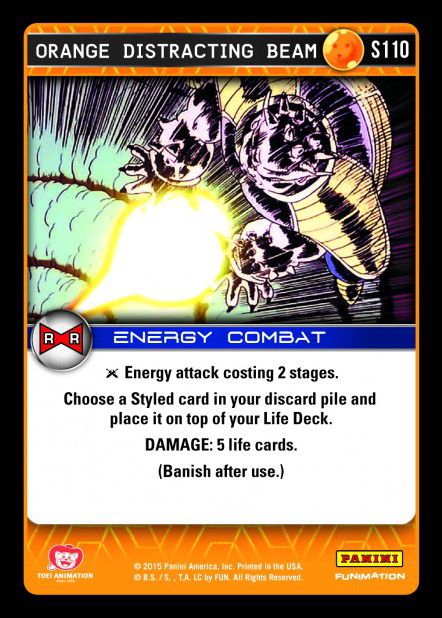 ORANGE DISTRACTING BEAM S110
R R ENERGY COMBAT
Energy attack costing 2 stages.
Choose a Styled card in your discard pile and
place it on top of your Life Deck.
DAMAGE: 5 life cards.
(Banish after use.)
TOEI ANIMATION
© 2015 Panini America, Inc. Printed in the USA.
© B.S. / S. , T.A. LC by FUN. All Rights Reserved.
PANINI
FUNIMATION